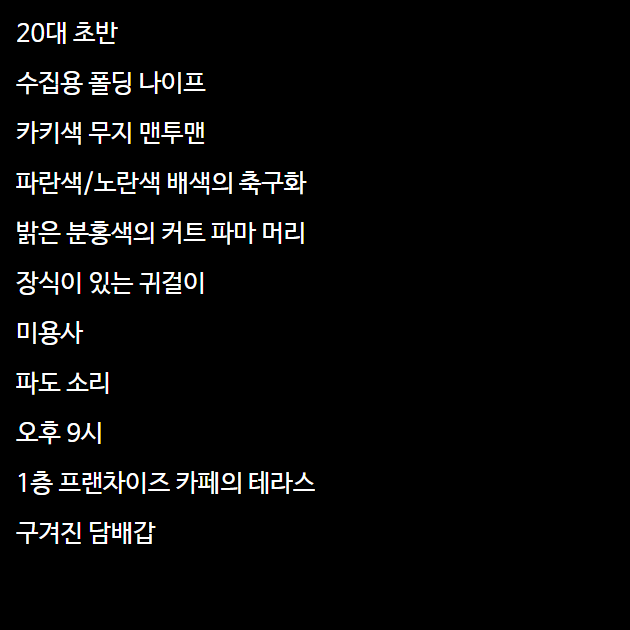 20대 초반
수집용 폴딩 나이프
카키색 무지 맨투맨
파란색/노란색 배색의 축구화
밝은 분홍색의 커트 파마 머리
장식이 있는 귀걸이
미용사
파도 소리
오후 9시
1층 프랜차이즈 카페의 테라스
구겨진 담배갑